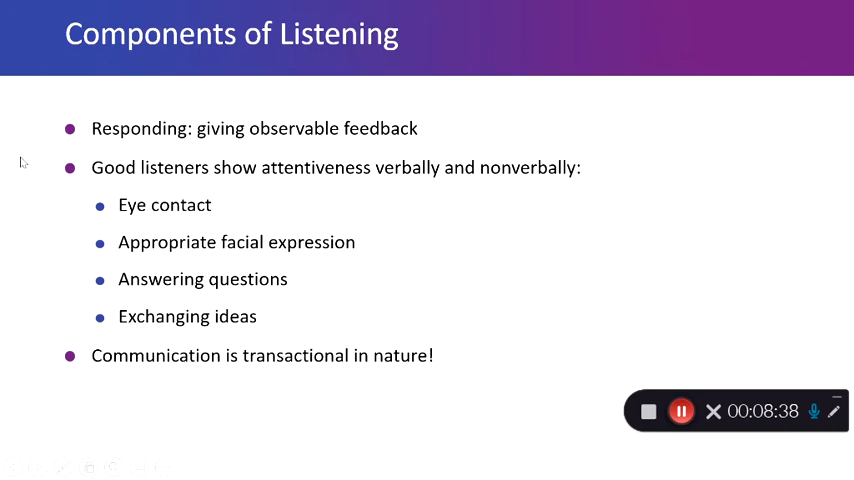 Components of Listening
Responding: giving observable feedback
Good listeners show attentiveness verbally and nonverbally:
Eye contact
Appropriate facial expression
Answering questions
Exchanging ideas
Communication is transactional in nature!
00:08:38